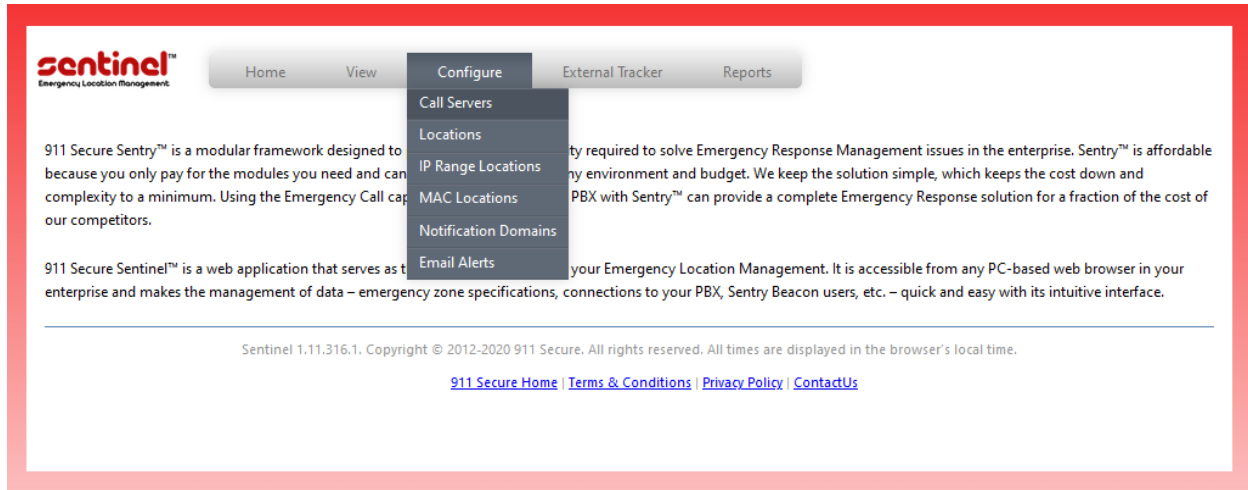 sentinel™
Emergency Location Management
Home View Configure External Tracker Reports
Call Servers
Locations
IP Range Locations
MAC Locations
Notification Domains
Email Alerts
911 Secure Sentry™ is a modular framework designed to ty required to solve Emergency Response Management issues in the enterprise. Sentry™ is affordable
because you only pay for the modules you need and can ny environment and budget. We keep the solution simple, which keeps the cost down and
complexity to a minimum. Using the Emergency Call cap PBX with Sentry™ can provide a complete Emergency Response solution for a fraction of the cost of
our competitors.
911 Secure Sentinel™ is a web application that serves as t your Emergency Location Management. It is accessible from any PC-based web browser in your
enterprise and makes the management of data – emergency zone specifications, connections to your PBX, Sentry Beacon users, etc. – quick and easy with its intuitive interface.
Sentinel 1.11.316.1. Copyright © 2012-2020 911 Secure. All rights reserved. All times are displayed in the browser's local time.
911 Secure Home | Terms & Conditions | Privacy Policy | ContactUs